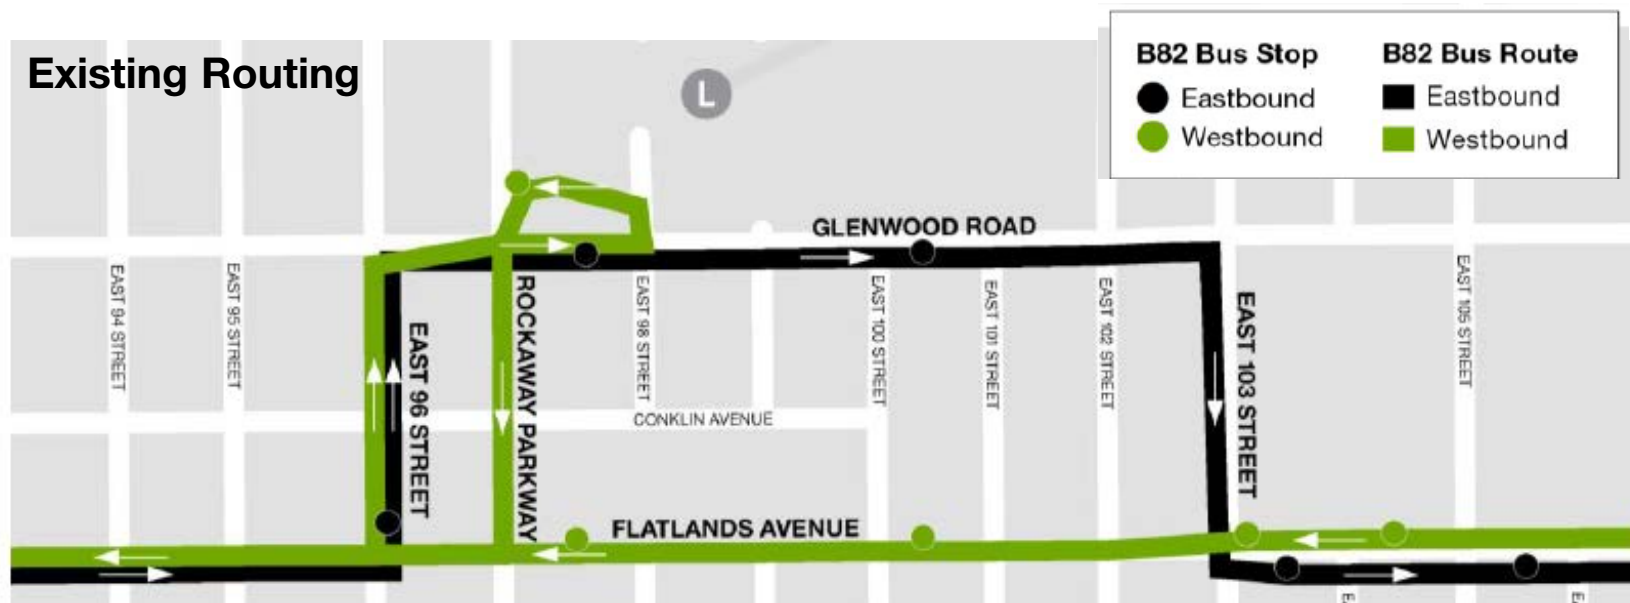 Existing Routing
L
B82 Bus Stop
Eastbound
Westbound
B82 Bus Route
Eastbound
Westbound
GLENWOOD ROAD
EAST 94 STREET
EAST 95 STREET
EAST 96 STREET
ROCKAWAY PARKWAY
EAST 98 STREET
EAST 100 STREET
EAST 101 STREET
EAST 102 STREET
EAST 103 STREET
EAST 105 STREET
CONKLIN AVENUE
FLATLANDS AVENUE